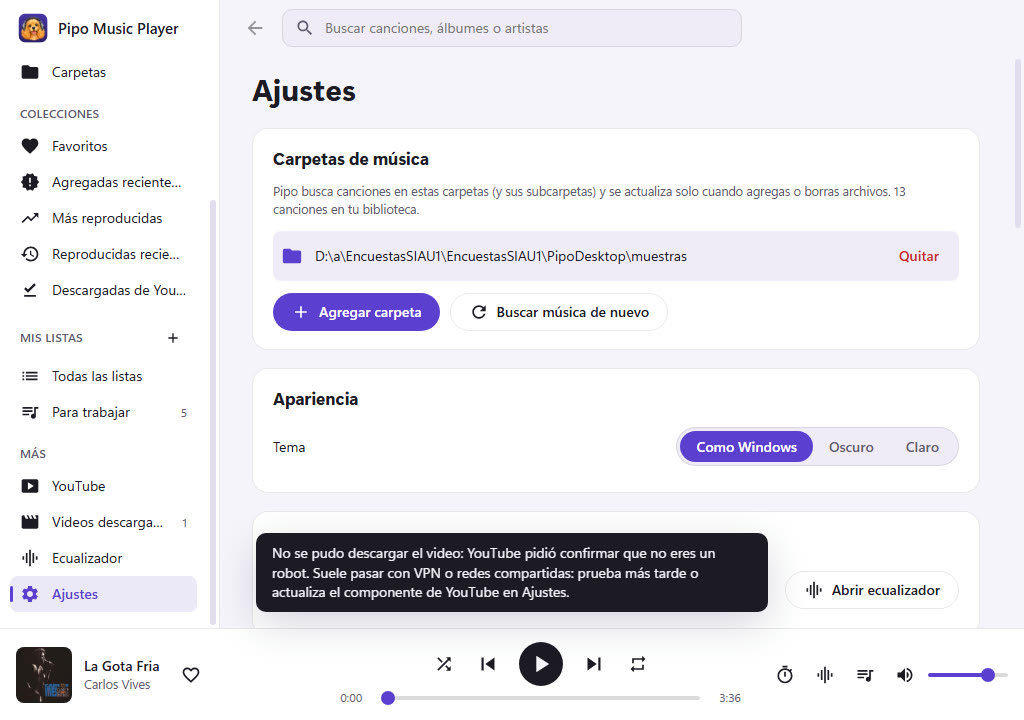 Pipo Music Player
Carpetas
COLECCIONES
Favoritos
Agregadas reciente...
Más reproducidas
Reproducidas recie...
Descargadas de You...
MIS LISTAS
Todas las listas
Para trabajar 5
MÁS
YouTube
Videos descarga... 1
Ecualizador
Ajustes
Buscar canciones, álbumes o artistas
Ajustes
Carpetas de música
Pipo busca canciones en estas carpetas (y sus subcarpetas) y se actualiza solo cuando agregas o borras archivos. 13
canciones en tu biblioteca.
D:\a\EncuestasSIAU1\EncuestasSIAU1\PipoDesktop\muestras Quitar
Agregar carpeta Buscar música de nuevo
Apariencia
Tema Como Windows Oscuro Claro
No se pudo descargar el video: YouTube pidió confirmar que no eres un
robot. Suele pasar con VPN o redes compartidas: prueba más tarde o
actualiza el componente de YouTube en Ajustes.
Abrir ecualizador
La Gota Fria
Carlos Vives
0:00 3:36